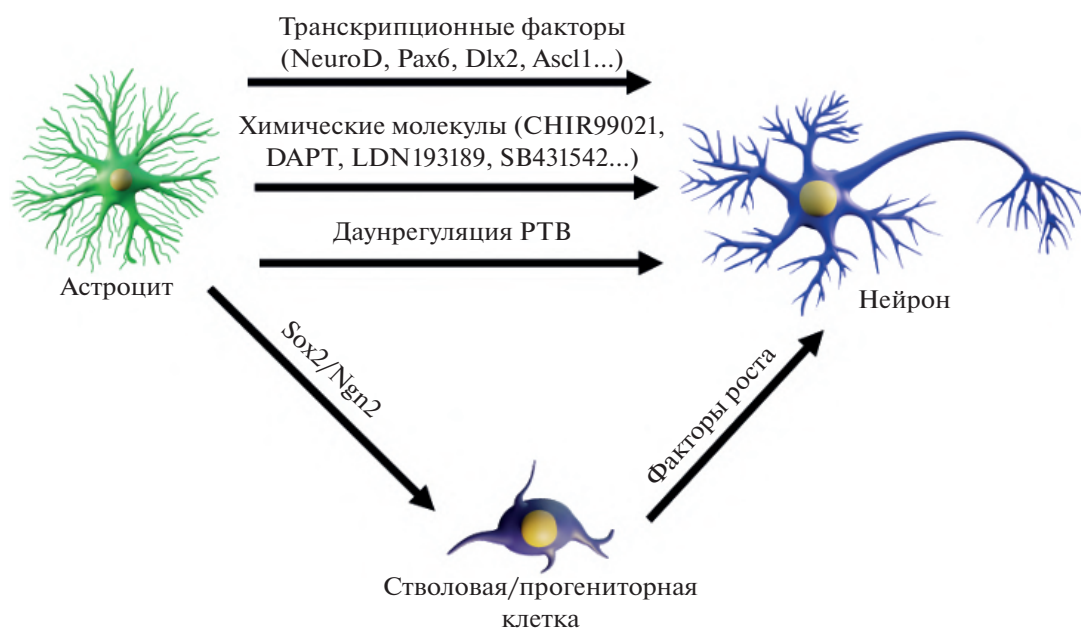 Транскрипционные факторы
(NeuroD, Pax6, Dlx2, Ascl1...)
Химические молекулы (CHIR99021,
DAPT, LDN193189, SB431542...)
Даунрегуляция PTB
Астроцит
Нейрон
Sox2/Ngn2
Факторы роста
Стволовая/прогениторная
клетка